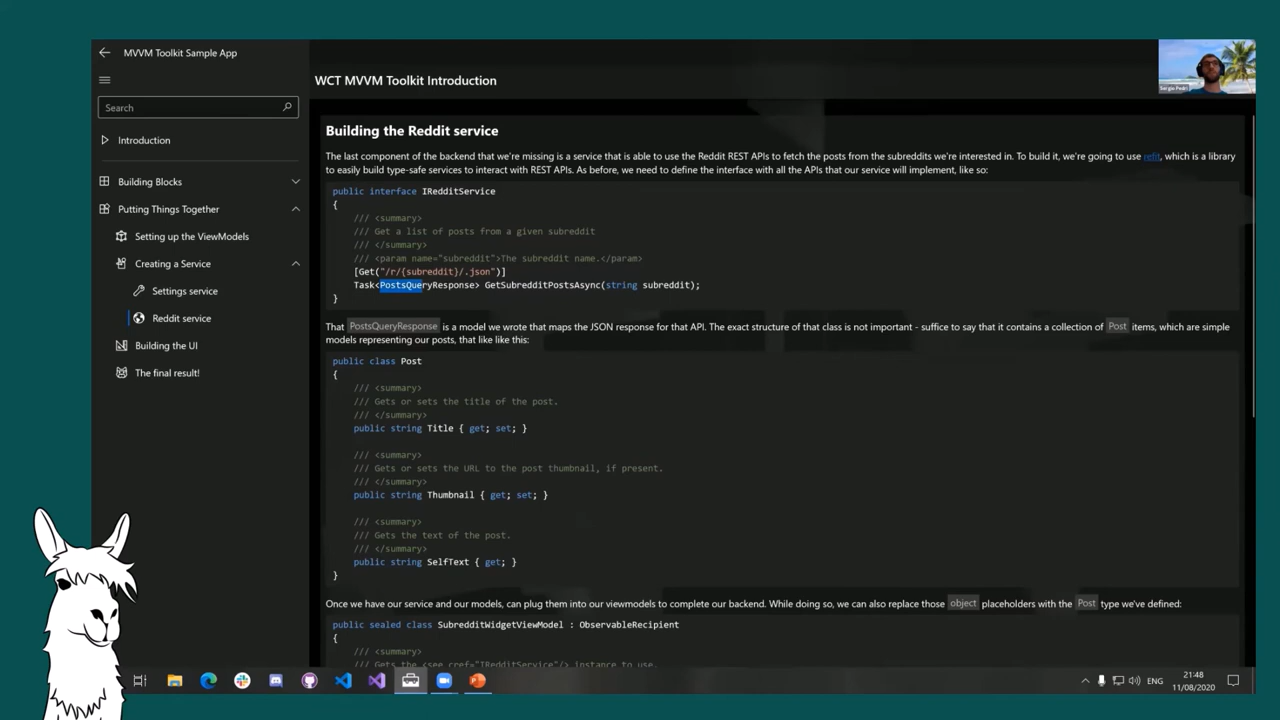 MVVM Toolkit Sample App
WCT MVVM Toolkit Introduction
Sergio Pedri
Search
Introduction
Building Blocks
Putting Things Together
Setting up the ViewModels
Creating a Service
Settings service
Reddit service
Building the UI
The final result!
Building the Reddit service
The last component of the backend that we're missing is a service that is able to use the Reddit REST APIs to fetch the posts from the subreddits we're interested in. To build it, we're going to use refit, which is a library
to easily build type-safe services to interact with REST APIs. As before, we need to define the interface with all the APIs that our service will implement, like so:
public interface IRedditService
{
/// <summary>
/// Get a list of posts from a given subreddit
/// </summary>
/// <param name="subreddit">The subreddit name.</param>
[Get("/r/{subreddit}/.json")]
Task<PostsQueryResponse> GetSubredditPostsAsync(string subreddit);
}
That PostsQueryResponse is a model we wrote that maps the JSON response for that API. The exact structure of that class is not important - suffice to say that it contains a collection of Post items, which are simple
models representing our posts, that like like this:
public class Post
{
/// <summary>
/// Gets or sets the title of the post.
/// </summary>
public string Title { get; set; }
/// <summary>
/// Gets or sets the URL to the post thumbnail, if present.
/// </summary>
public string Thumbnail { get; set; }
/// <summary>
/// Gets the text of the post.
/// </summary>
public string SelfText { get; }
}
Once we have our service and our models, can plug them into our viewmodels to complete our backend. While doing so, we can also replace those object placeholders with the Post type we've defined:
public sealed class SubredditWidgetViewModel : ObservableRecipient
{
/// <summary>
/// Gets the <see cref="IRedditService"/> instance to use.
ENG
21:48
11/08/2020